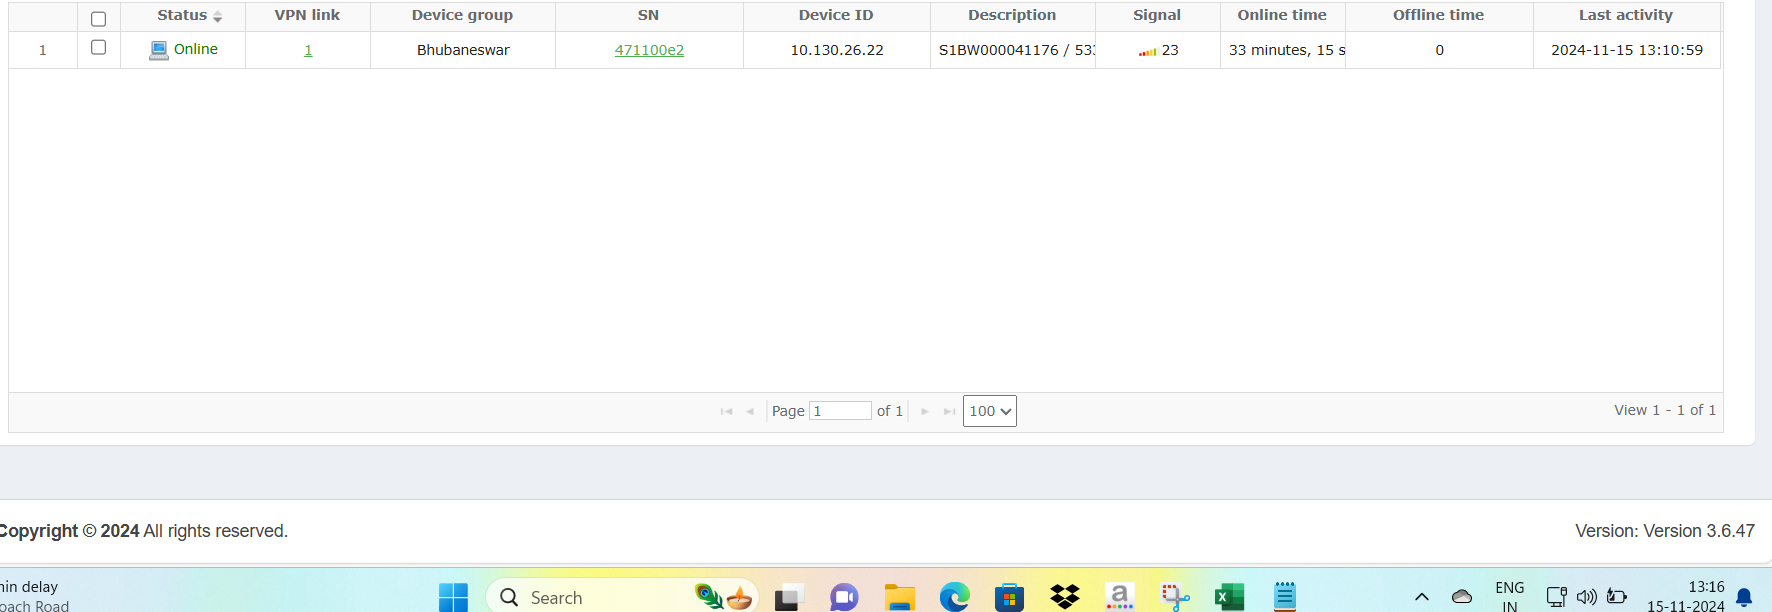 Status VPN link Device group SN Device ID Description Signal Online time Offline time Last activity
1 Online 1 Bhubaneswar 471100e2 10.130.26.22 S1BW000041176 / 53 23 33 minutes, 15 s 0 2024-11-15 13:10:59
Page 1 of 1 100 View 1 - 1 of 1
Copyright © 2024 All rights reserved. Version: Version 3.6.47
min delay Search a ENG 13:16
oach Road IN 15-11-2024